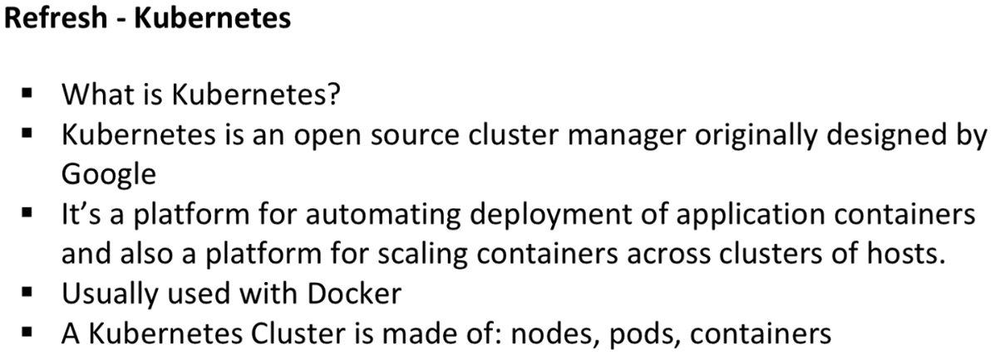 Refresh - Kubernetes
▪ What is Kubernetes?
▪ Kubernetes is an open source cluster manager originally designed by
Google
▪ It’s a platform for automating deployment of application containers
and also a platform for scaling containers across clusters of hosts.
▪ Usually used with Docker
▪ A Kubernetes Cluster is made of: nodes, pods, containers